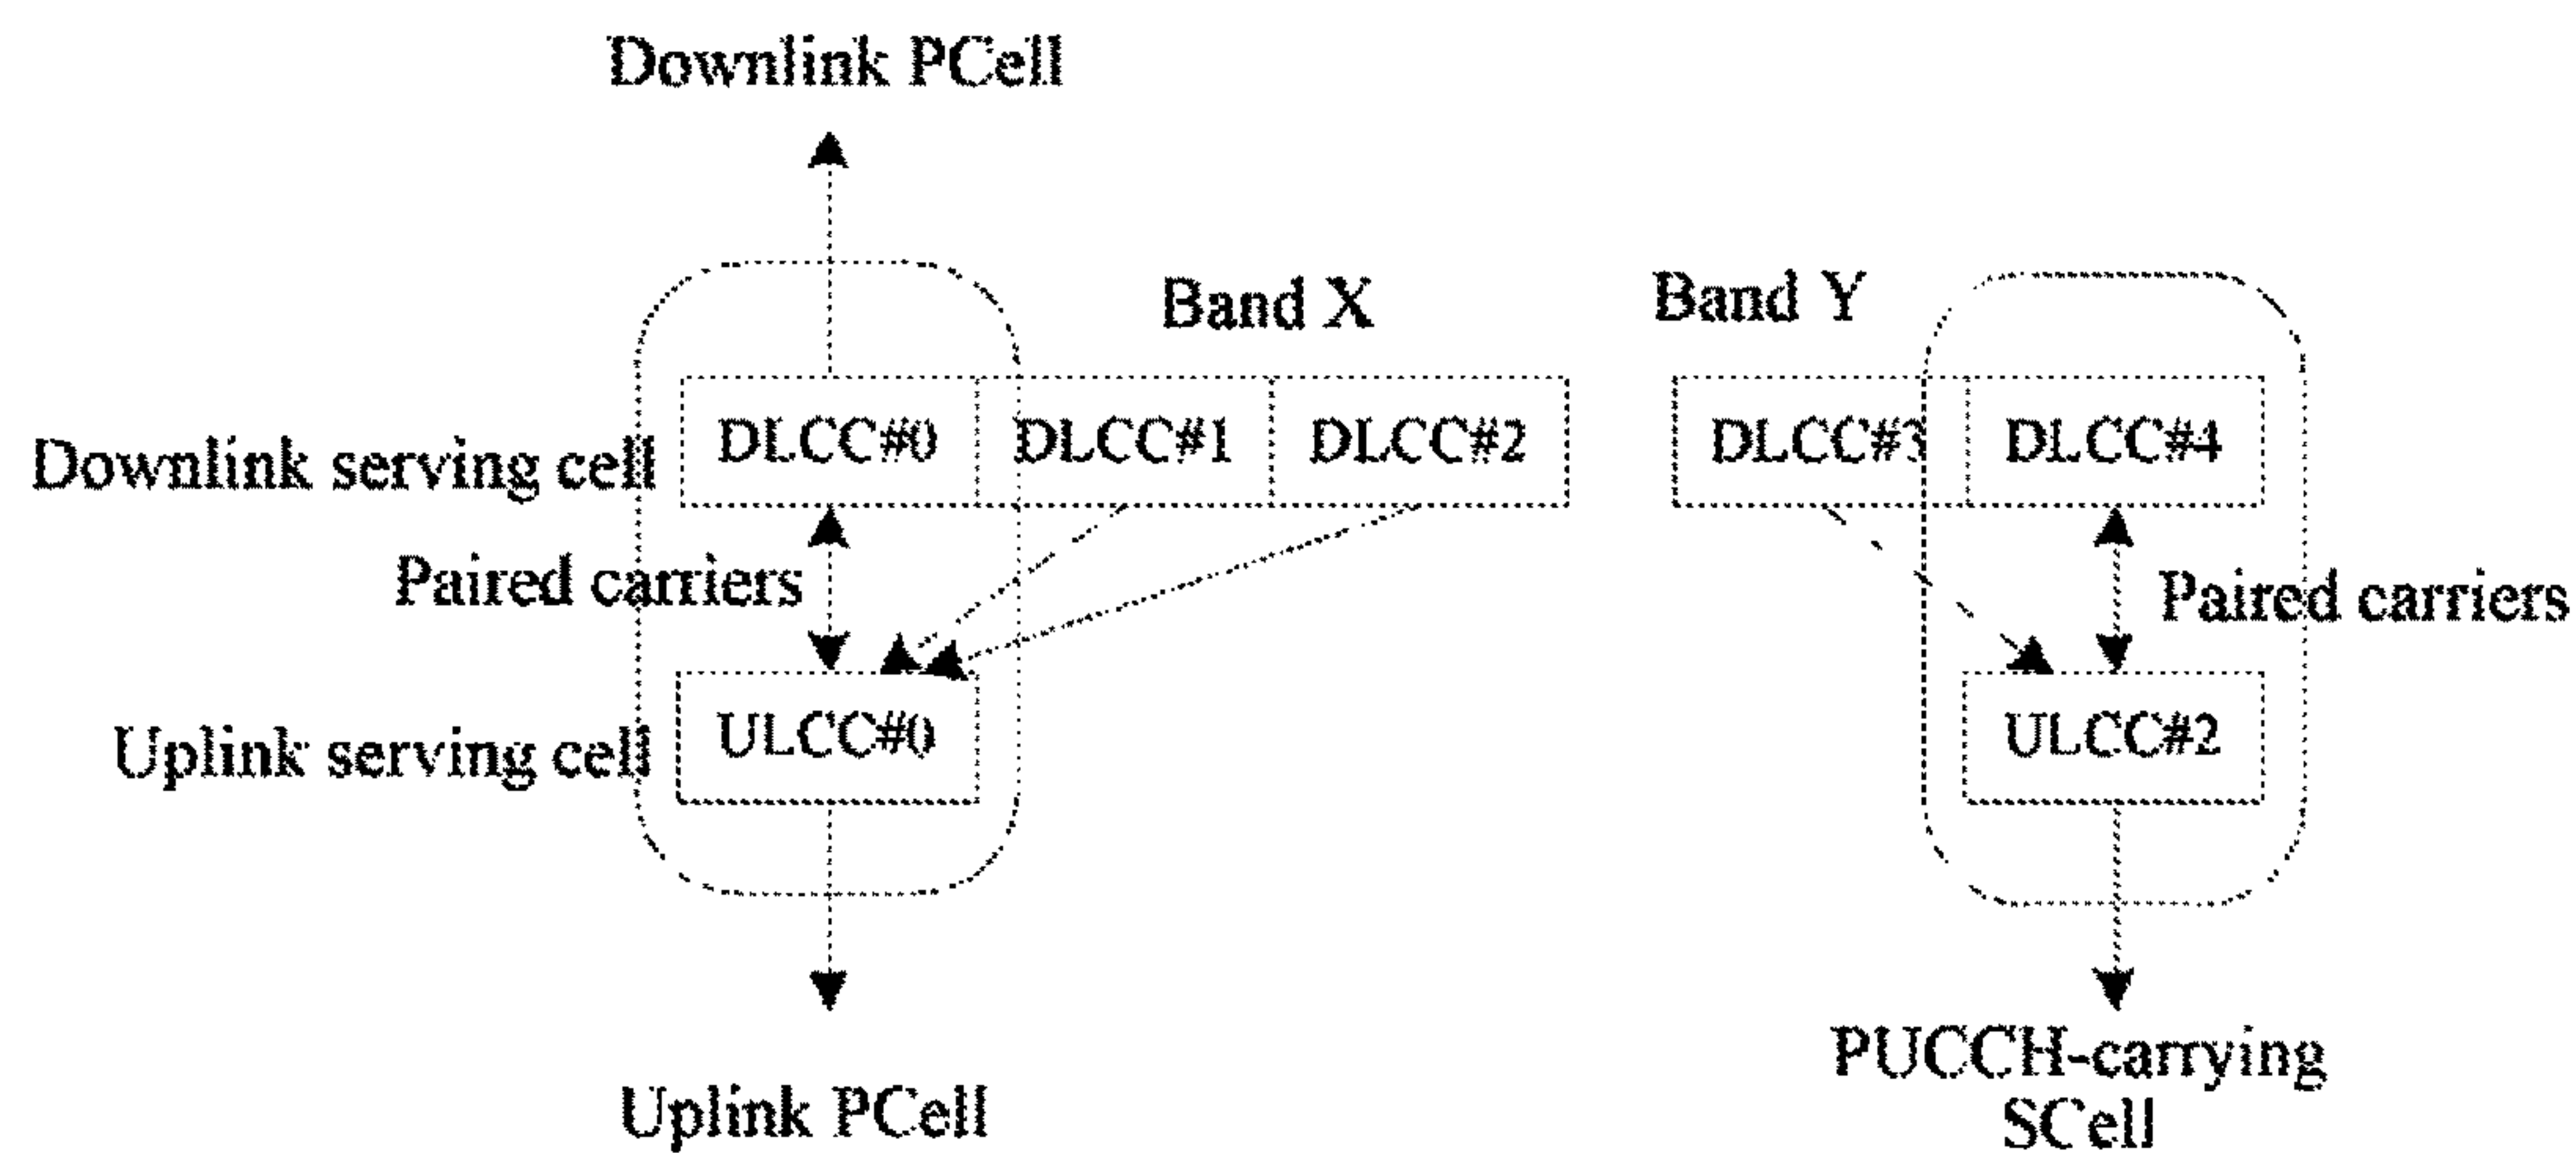 Downlink PCell
Band X
Band Y
Downlink serving cell
DLCC#0
DLCC#1
DLCC#2
DLCC#3
DLCC#4
Paired carriers
Paired carriers
Uplink serving cell
ULCC#0
ULCC#2
Uplink PCell
PUCCH-carrying
SCell